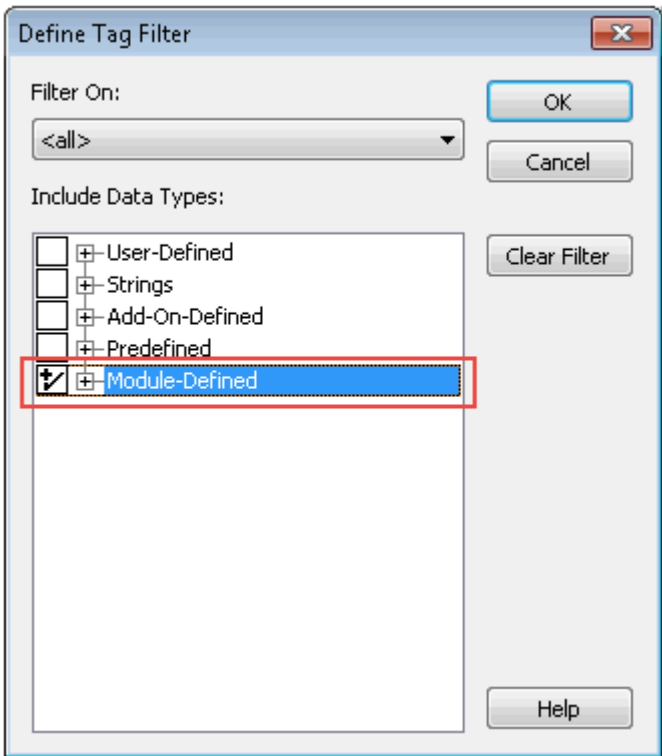 Define Tag Filter
Filter On:
<all>
OK
Cancel
Include Data Types:
Clear Filter
User-Defined
Strings
Add-On-Defined
Predefined
Module-Defined
Help